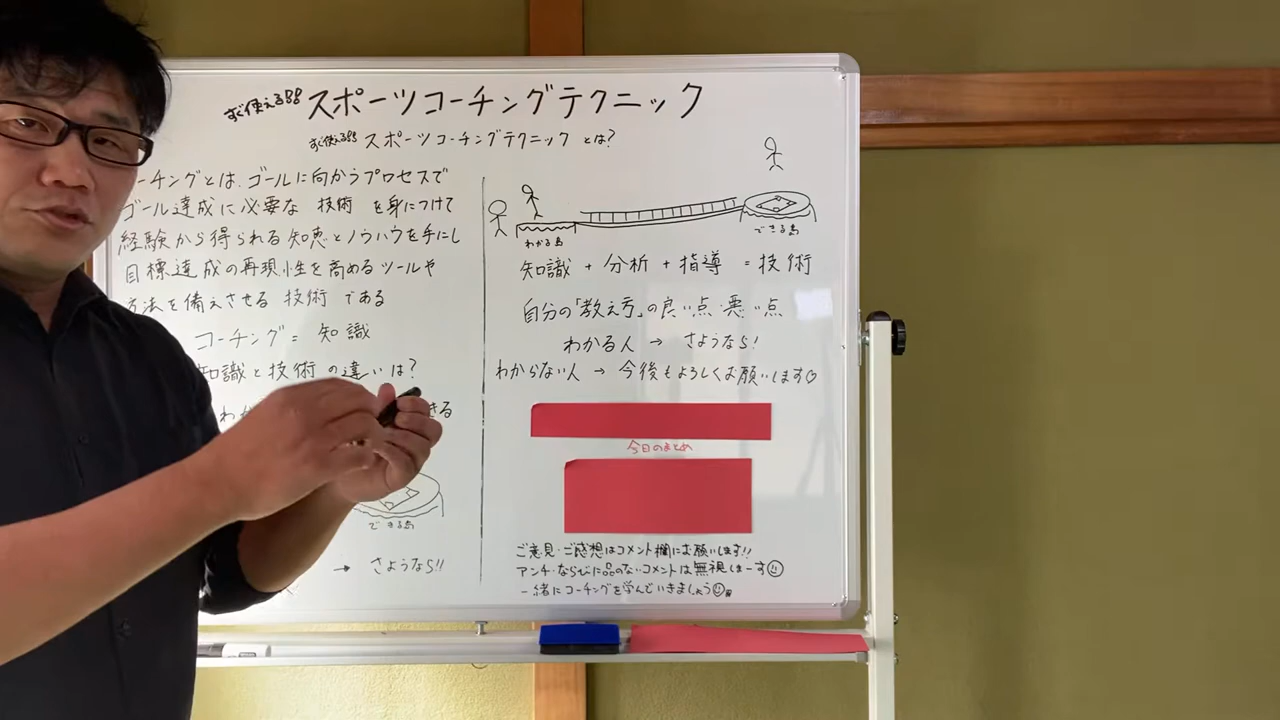 すぐ使える!! スポーツコーチングテクニック
すぐ使える!! スポーツコーチングテクニック とは?
ーチングとは、ゴールに向かうプロセスで
ゴール達成に必要な 技術 を身につけて
経験から得られる知恵とノウハウを手にし
目標達成の再現性を高めるツールや
方法を備えさせる 技術 である
コーチング = 知識
知識と技術の違いは?
わか
きる
できる島
→ さようなら!!
わかる島
できる島
知識 + 分析 + 指導 = 技術
自分の「教え方」の良い点・悪い点
わかる人 → さようなら!
わからない人 → 今後もよろしくお願いします
今日のまとめ
ご意見・ご感想はコメント欄にお願いします!!
アンチ・ならびに品のないコメントは無視しまーす
一緒にコーチングを学んでいきましょう